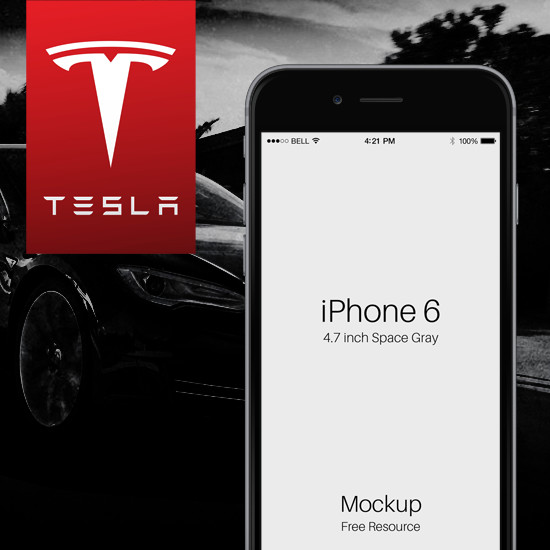 TESLA
BELL 4:21 PM 100%
iPhone 6
4.7 inch Space Gray
Mockup
Free Resource